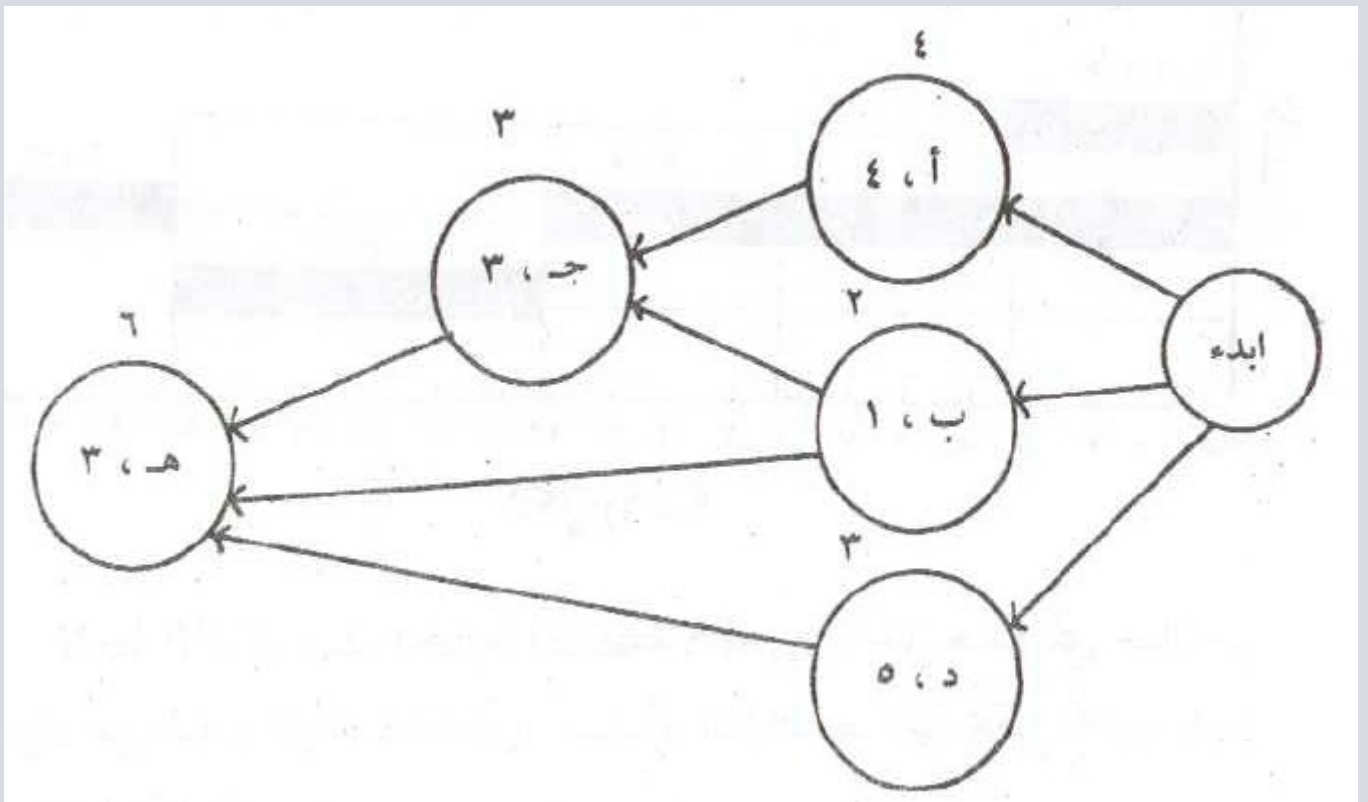 ٤
أ ، ٤
٣
جـ ، ٣
ابدء
٢
ب ، ١
٦
هـ ، ٣
٣
د ، ٥